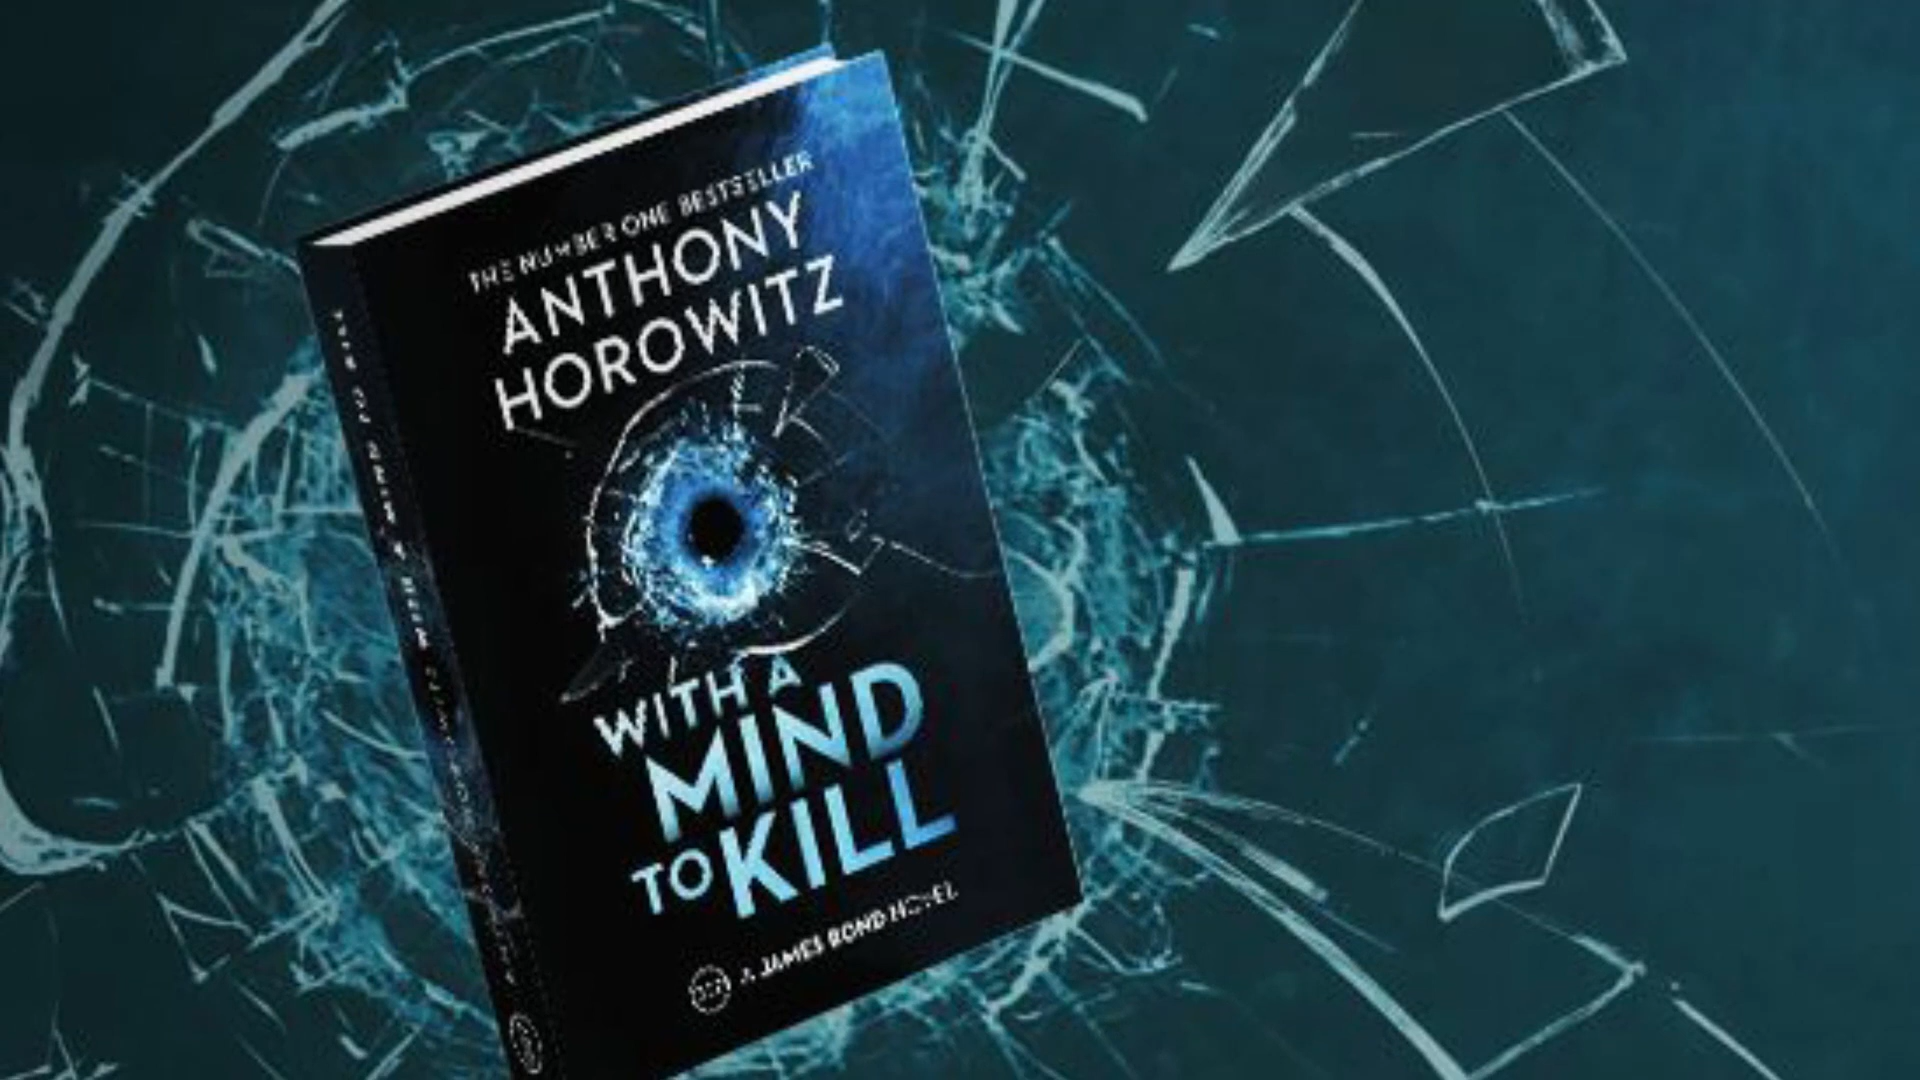 THE NUMBER ONE BESTSELLER
ANTHONY
HOROWITZ
WITH A
MIND
TO KILL
A JAMES BOND NOVEL